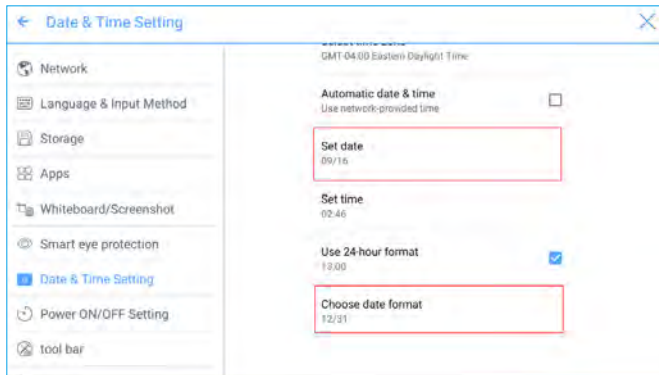 Date & Time Setting
Network
Language & Input Method
Storage
Apps
Whiteboard/Screenshot
Smart eye protection
Date & Time Setting
Power ON/OFF Setting
tool bar
GMT-04:00 Eastern Daylight Time
Automatic date & time
Use network-provided time
Set date
09/16
Set time
02:46
Use 24-hour format
13:00
Choose date format
12/31